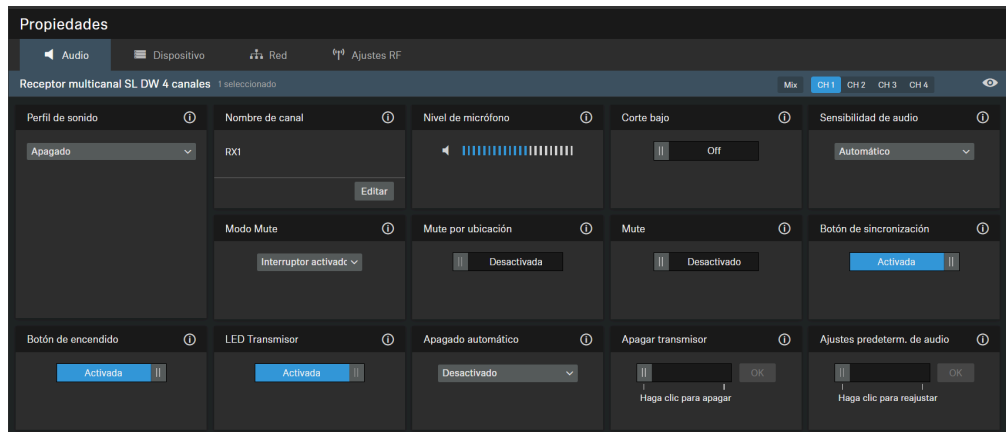 Propiedades
Audio
Dispositivo
Red
Ajustes RF
Receptor multicanal SL DW 4 canales 1 seleccionado
Mix CH 1 CH 2 CH 3 CH 4
Perfil de sonido
Apagado
Nombre de canal
RX1
Editar
Nivel de micrófono
Corte bajo
Off
Sensibilidad de audio
Automático
Modo Mute
Interruptor activadc
Mute por ubicación
Desactivada
Mute
Desactivado
Botón de sincronización
Activada
Botón de encendido
Activada
LED Transmisor
Activada
Apagado automático
Desactivado
Apagar transmisor
OK
Haga clic para apagar
Ajustes predeterm. de audio
OK
Haga clic para reajustar